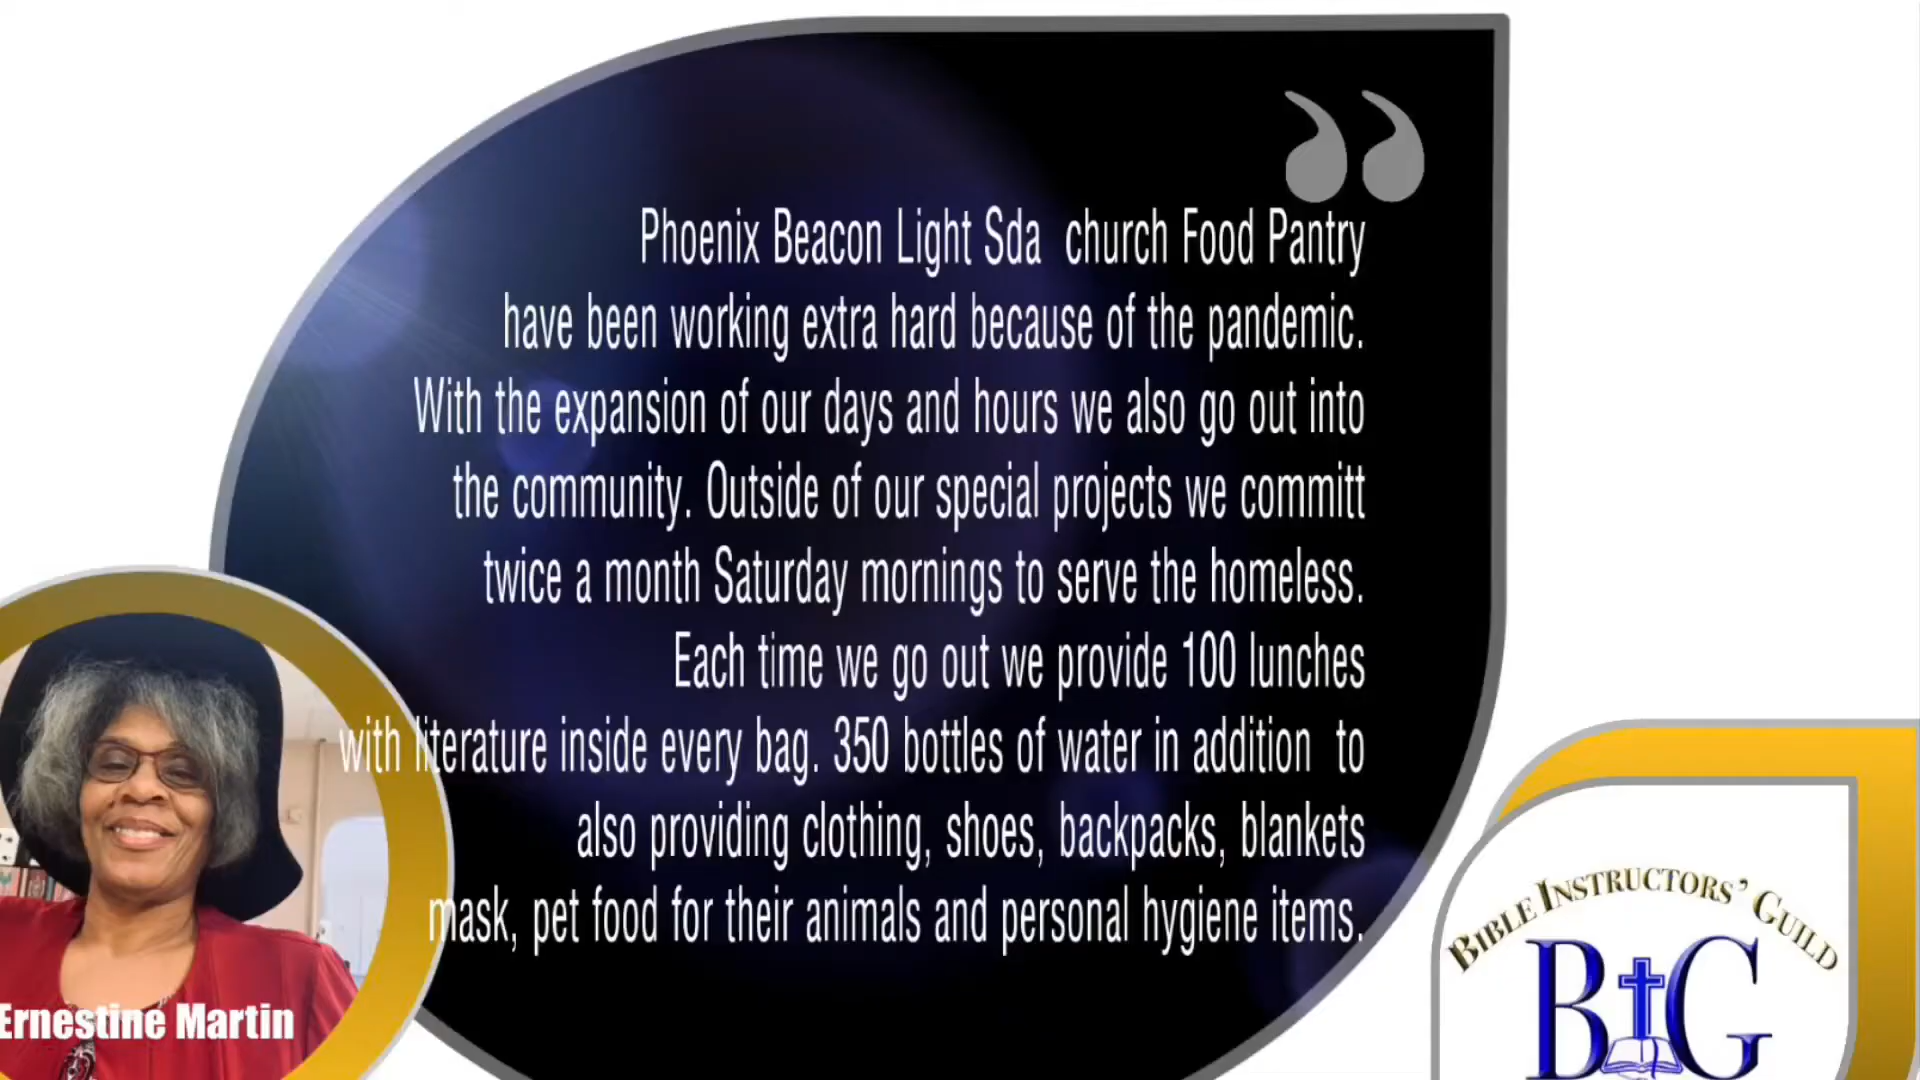 Phoenix Beacon Light Sda church Food Pantry
have been working extra hard because of the pandemic.
With the expansion of our days and hours we also go out into
the community. Outside of our special projects we committ
twice a month Saturday mornings to serve the homeless.
Each time we go out we provide 100 lunches
with literature inside every bag. 350 bottles of water in addition to
also providing clothing, shoes, backpacks, blankets
mask, pet food for their animals and personal hygiene items.
Ernestine Martin
BIBLE INSTRUCTORS' GUILD
BIG